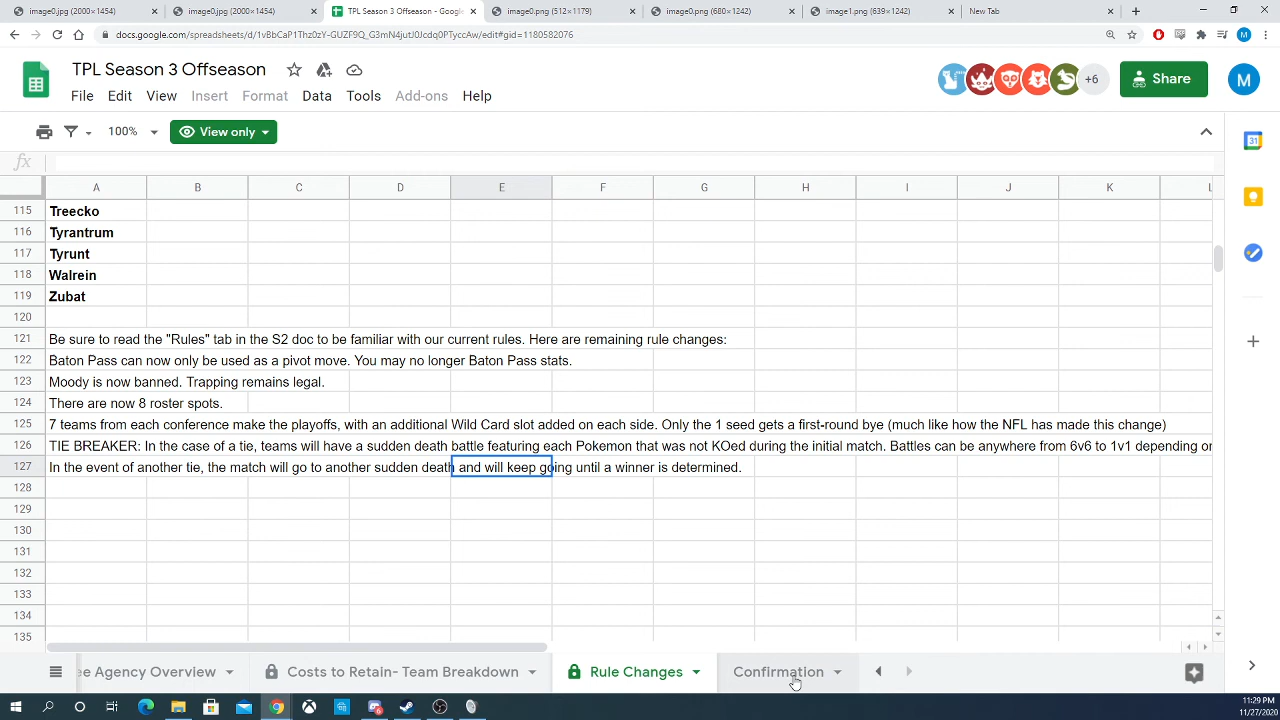 image0.jpg (2000×1454)
image0.jpg (2000×1454)
TPL Season 3 Offseason - Google
image0.png (512×1179)
image0.png (680×1242)
image1.png (639×1242)
New Tab
docs.google.com/spreadsheets/d/
TPL Season 3 Offseason
+6
Share
M
File Edit View Insert Format Data Tools Add-ons Help
100%
View only
31
fx
A B C D E F G H I J K L
115 Treecko
116 Tyrantrum
117 Tyrunt
118 Walrein
119 Zubat
120
121 Be sure to read the "Rules" tab in the S2 doc to be familiar with our current rules. Here are remaining rule changes:
122 Baton Pass can now only be used as a pivot move. You may no longer Baton Pass stats.
123 Moody is now banned. Trapping remains legal.
124 There are now 8 roster spots.
125 7 teams from each conference make the playoffs, with an additional Wild Card slot added on each side. Only the 1 seed gets a first-round bye (much like how the NFL has made this change)
126 TIE BREAKER: In the case of a tie, teams will have a sudden death battle featuring each Pokemon that was not KOed during the initial match. Battles can be anywhere from 6v6 to 1v1 depending on
127 In the event of another tie, the match will go to another sudden death and will keep going until a winner is determined.
128
129
130
131
132
133
134
135
e Agency Overview
Costs to Retain- Team Breakdown
Rule Changes
Confirmation
11:29 PM
11/27/2020